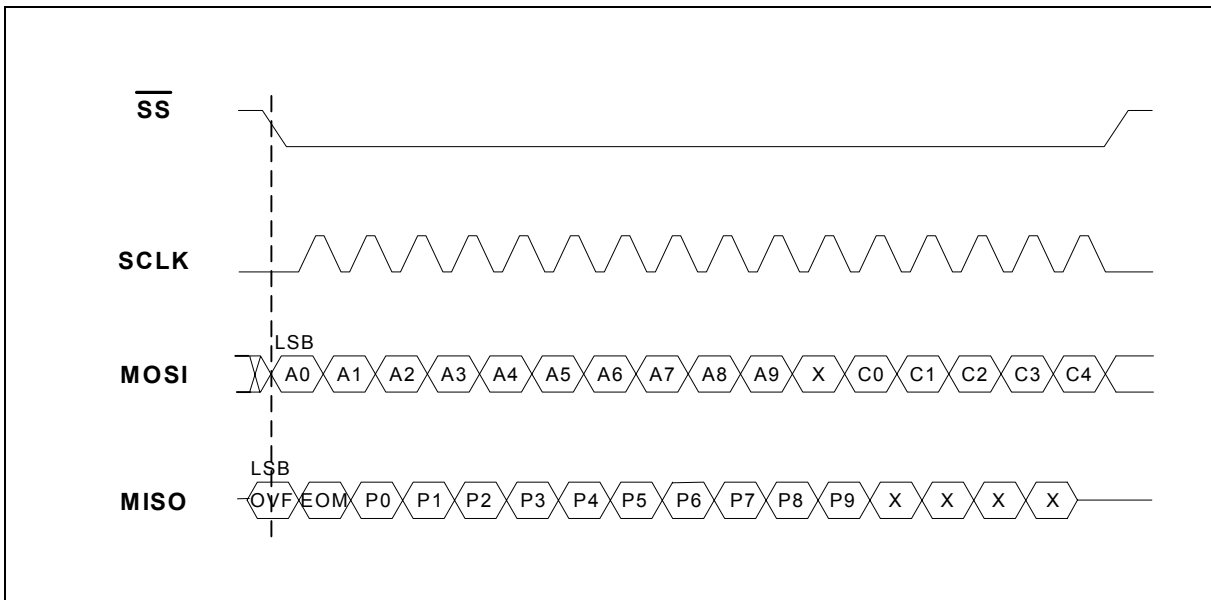 SS
SCLK
LSB
MOSI A0 A1 A2 A3 A4 A5 A6 A7 A8 A9 X C0 C1 C2 C3 C4
LSB
MISO OVF EOM P0 P1 P2 P3 P4 P5 P6 P7 P8 P9 X X X X